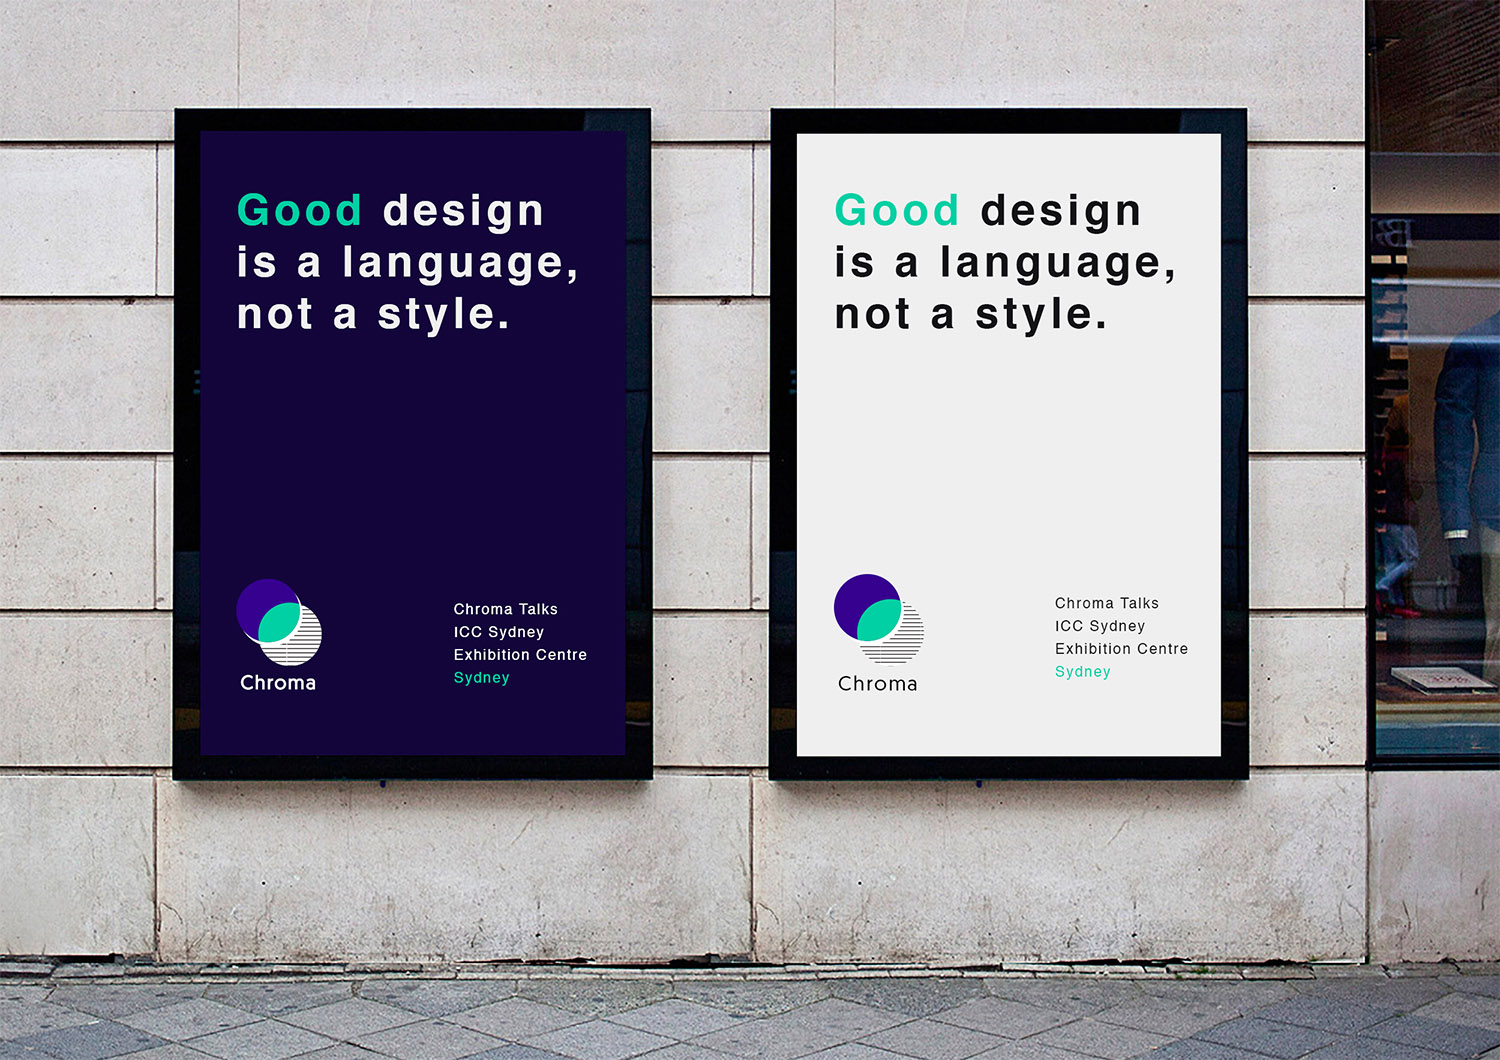 Good design
is a language,
not a style.
Chroma
Chroma Talks
ICC Sydney
Exhibition Centre
Sydney
Good design
is a language,
not a style.
Chroma
Chroma Talks
ICC Sydney
Exhibition Centre
Sydney